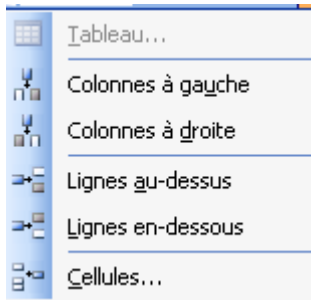 Tableau...
Colonnes à gauche
Colonnes à droite
Lignes au-dessus
Lignes en-dessous
Cellules...